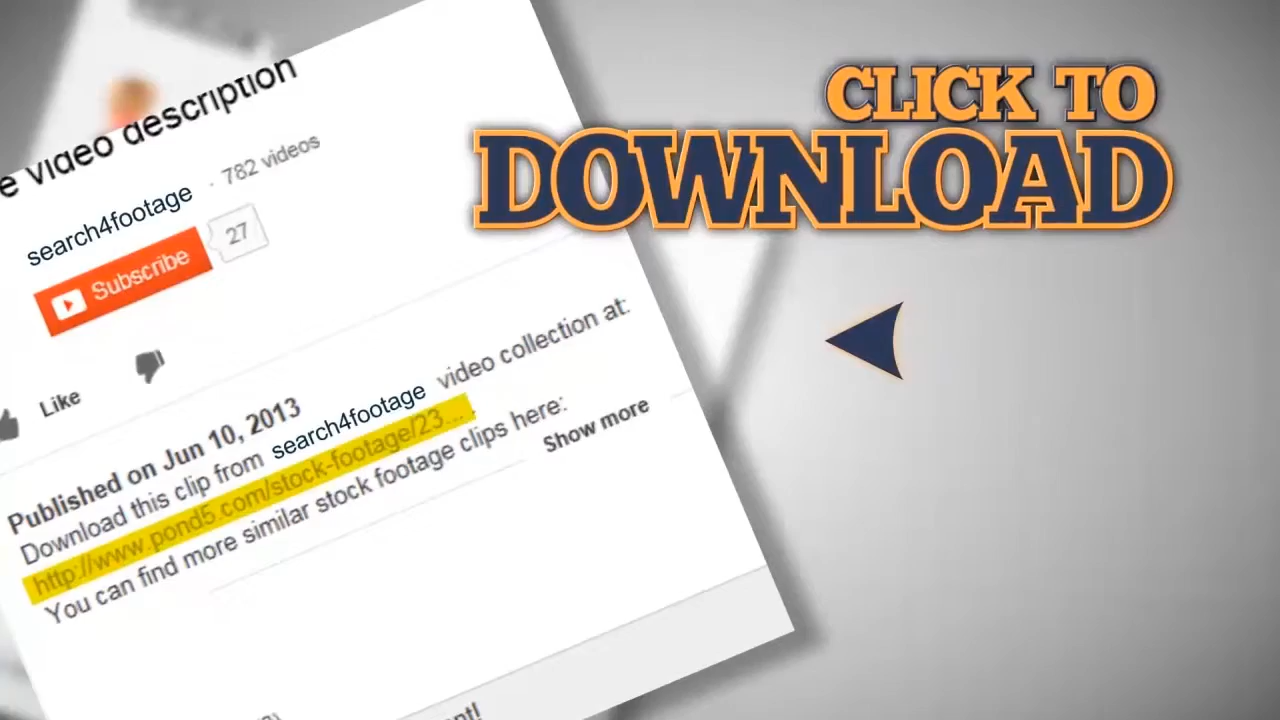 e video description
search4footage · 782 videos
Subscribe 27
Like
Published on Jun 10, 2013
Download this clip from search4footage video collection at:
http://www.pond5.com/stock-footage/23... .
You can find more similar stock footage clips here:
Show more
CLICK TO
DOWNLOAD